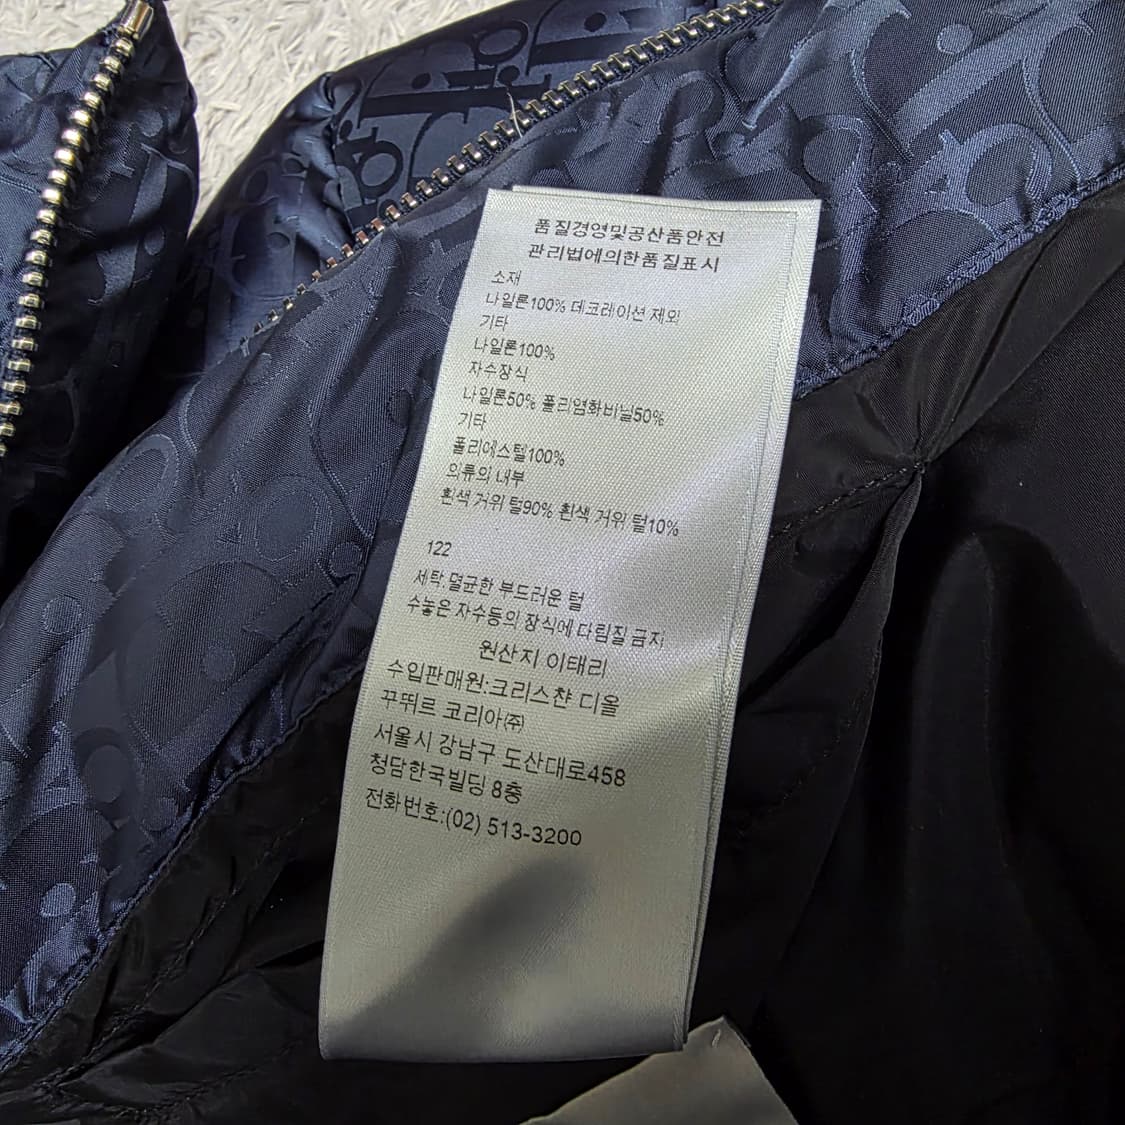 품질경영및공산품안전
관리법에의한품질표시
소재
나일론100% 데코레이션 제외
기타
나일론100%
자수장식
나일론50% 폴리염화비닐50%
기타
폴리에스텔100%
의류의 내부
흰색 거위 털90% 흰색 거위 털10%
122
세탁.멸균한 부드러운 털
수놓은 자수등의 장식에 다림질 금지
원산지 이태리
수입판매원:크리스챤 디올
꾸뛰르 코리아㈜
서울시 강남구 도산대로458
청담한국빌딩 8층
전화번호:(02) 513-3200